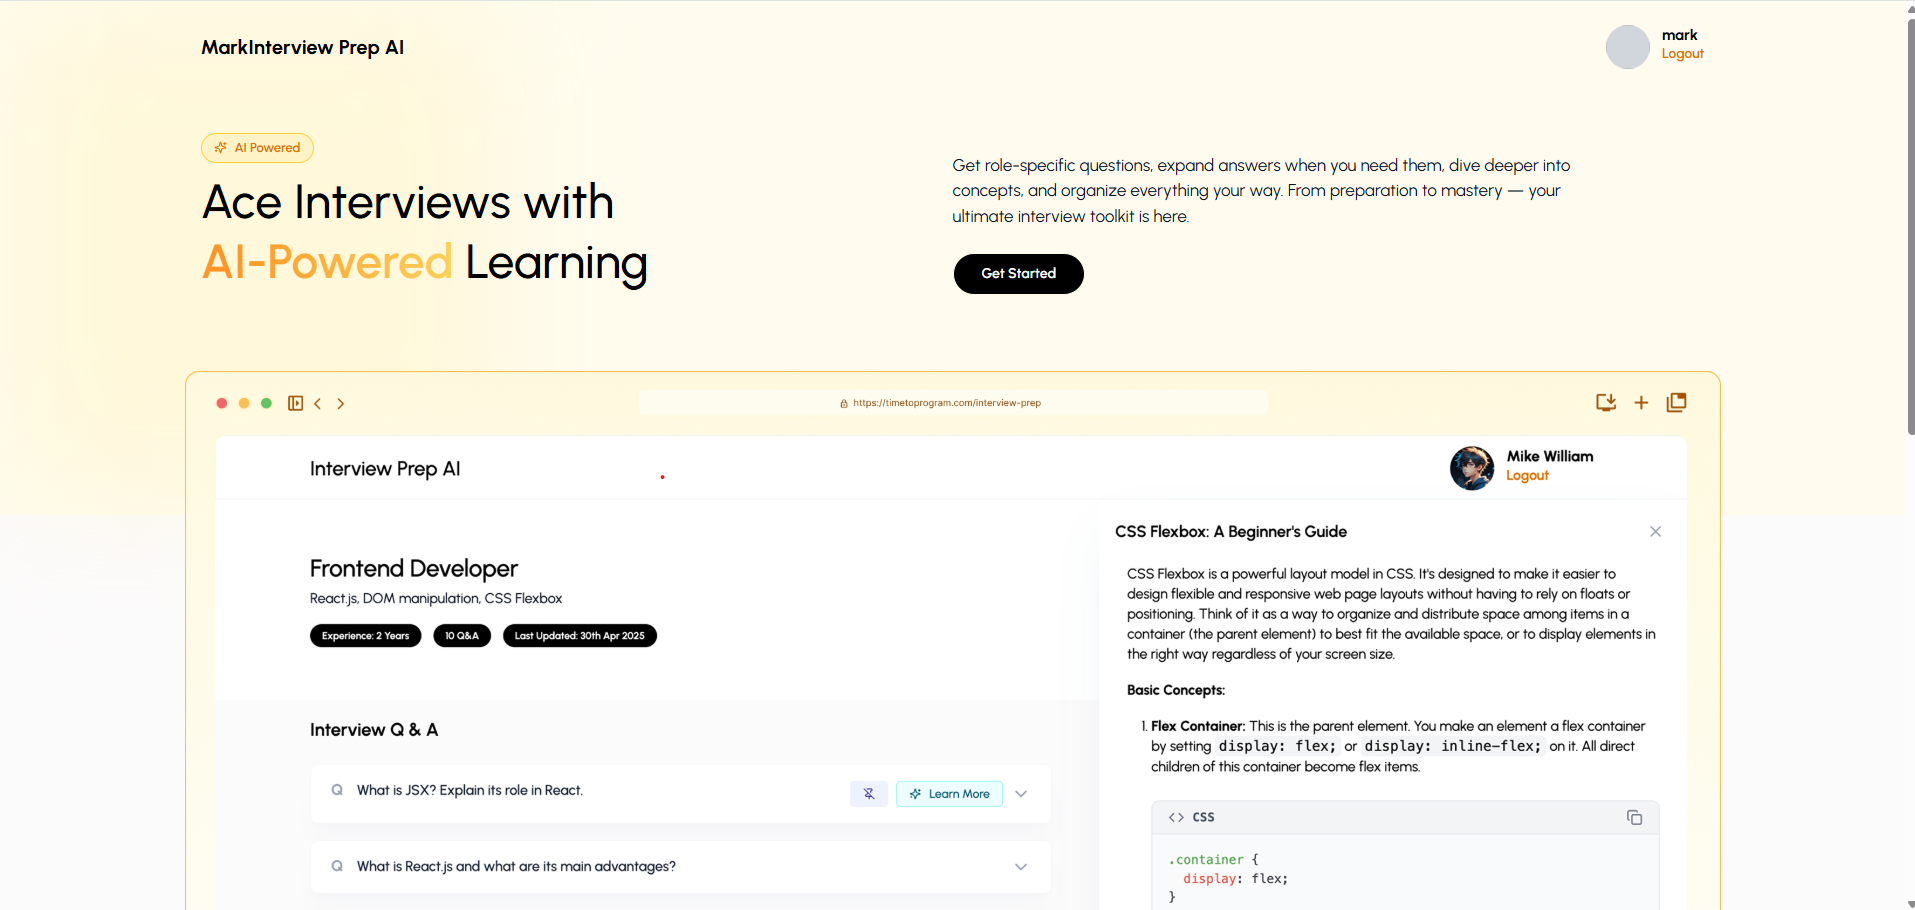 MarkInterview Prep AI
mark
Logout
AI Powered
Ace Interviews with
AI-Powered Learning
Get role-specific questions, expand answers when you need them, dive deeper into
concepts, and organize everything your way. From preparation to mastery — your
ultimate interview toolkit is here.
Get Started
https://timetoprogram.com/interview-prep
Interview Prep AI
Mike William
Logout
Frontend Developer
React.js, DOM manipulation, CSS Flexbox
Experience: 2 Years
10 Q&A
Last Updated: 30th Apr 2025
Interview Q & A
Q What is JSX? Explain its role in React.
Learn More
Q What is React.js and what are its main advantages?
CSS Flexbox: A Beginner's Guide
CSS Flexbox is a powerful layout model in CSS. It's designed to make it easier to
design flexible and responsive web page layouts without having to rely on floats or
positioning. Think of it as a way to organize and distribute space among items in a
container (the parent element) to best fit the available space, or to display elements in
the right way regardless of your screen size.
Basic Concepts:
1. Flex Container: This is the parent element. You make an element a flex container
by setting display: flex; or display: inline-flex; on it. All direct
children of this container become flex items.
<> CSS
.container {
display: flex;
}